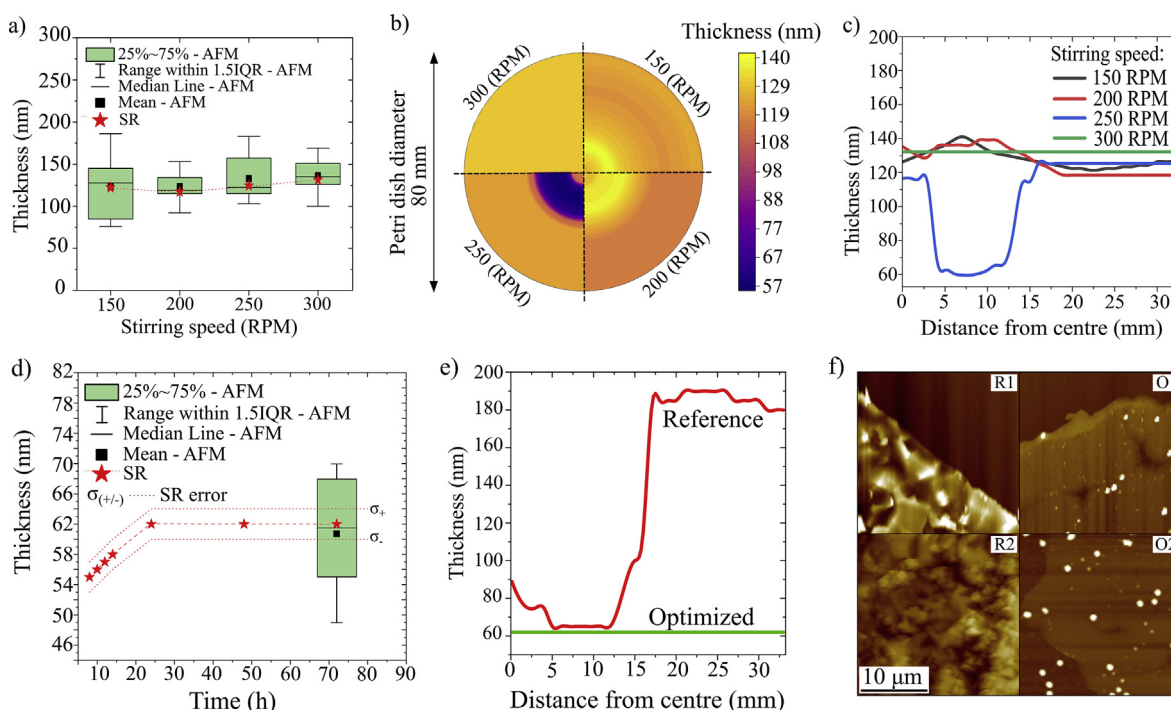 a)
300
250
200
150
100
50
0
Thickness (nm)
25%~75% - AFM
Range within 1.5IQR - AFM
Median Line - AFM
Mean - AFM
SR
150
200
250
300
Stirring speed (RPM)
b)
Petri dish diameter
80 mm
300 (RPM)
150 (RPM)
250 (RPM)
200 (RPM)
Thickness (nm)
140
129
119
109
98
88
77
67
57
c)
200
180
160
140
120
100
80
60
Thickness (nm)
Stirring speed:
150 RPM
200 RPM
250 RPM
300 RPM
0
5
10
15
20
25
30
Distance from centre (mm)
d)
82
78
74
70
66
62
58
54
50
46
Thickness (nm)
25%~75% - AFM
Range within 1.5IQR - AFM
Median Line - AFM
Mean - AFM
SR
σ(+/-) ······ SR error
σ+
σ-
0 10 20 30 40 50 60 70 80 90
Time (h)
e)
200
180
160
140
120
100
80
60
Thickness (nm)
Reference
Optimized
0
5
10
15
20
25
30
Distance from centre (mm)
f)
R1
R2
10 μm